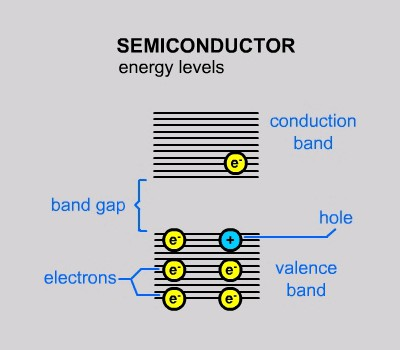 SEMICONDUCTOR
energy levels
conduction
band
e-
band gap
hole
e-
+
electrons
e-
e-
valence
band
e-
e-